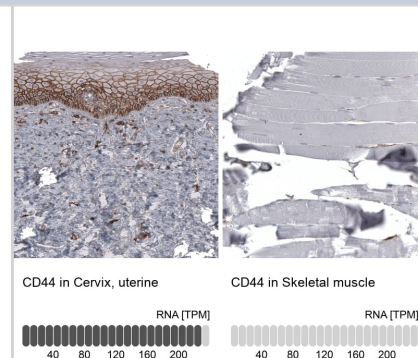 CD44 in Cervix, uterine
RNA [TPM]
40 80 120 160 200
CD44 in Skeletal muscle
RNA [TPM]
40 80 120 160 200